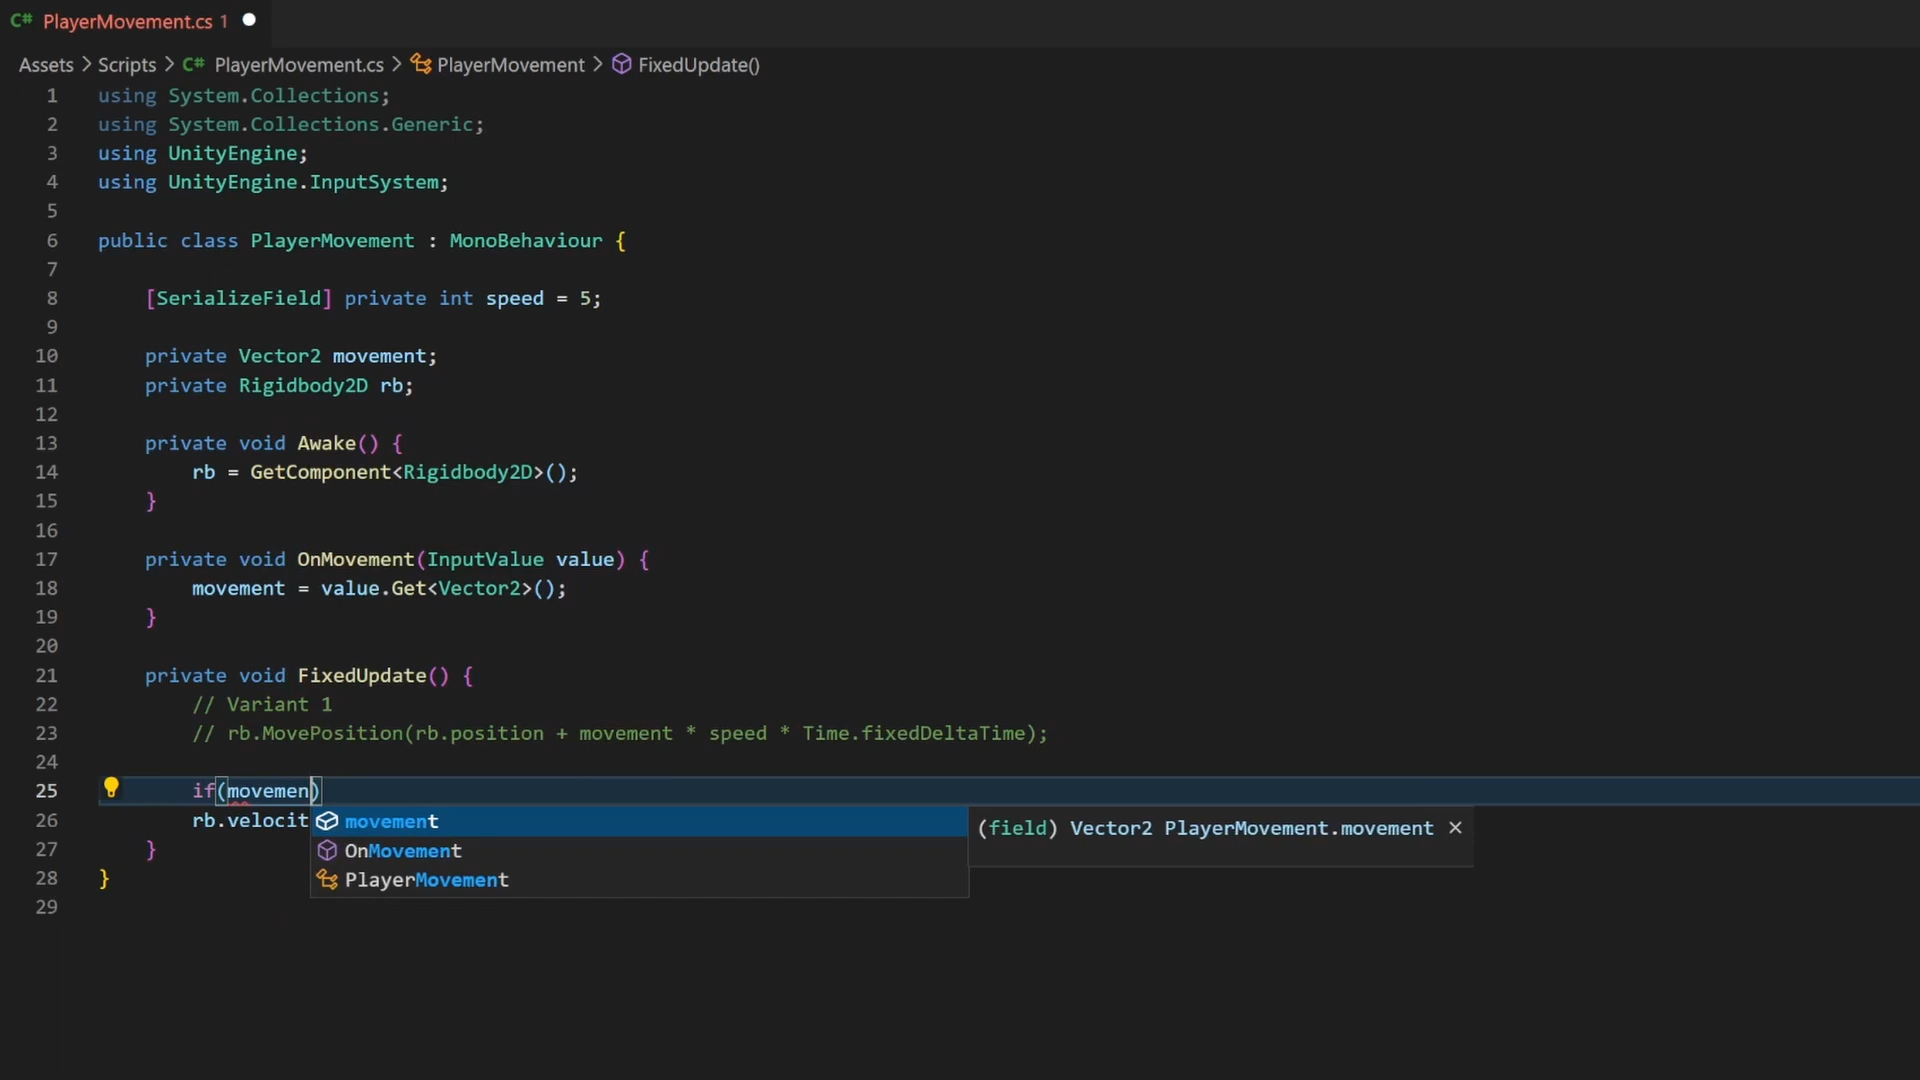 C# PlayerMovement.cs 1
Assets > Scripts > C# PlayerMovement.cs > PlayerMovement > FixedUpdate()
1 using System.Collections;
2 using System.Collections.Generic;
3 using UnityEngine;
4 using UnityEngine.InputSystem;
5
6 public class PlayerMovement : MonoBehaviour {
7
8 [SerializeField] private int speed = 5;
9
10 private Vector2 movement;
11 private Rigidbody2D rb;
12
13 private void Awake() {
14 rb = GetComponent<Rigidbody2D>();
15 }
16
17 private void OnMovement(InputValue value) {
18 movement = value.Get<Vector2>();
19 }
20
21 private void FixedUpdate() {
22 // Variant 1
23 // rb.MovePosition(rb.position + movement * speed * Time.fixedDeltaTime);
24
25 if(movemen)
26 rb.velocit
movement
(field) Vector2 PlayerMovement.movement ×
27 }
OnMovement
28 }
PlayerMovement
29